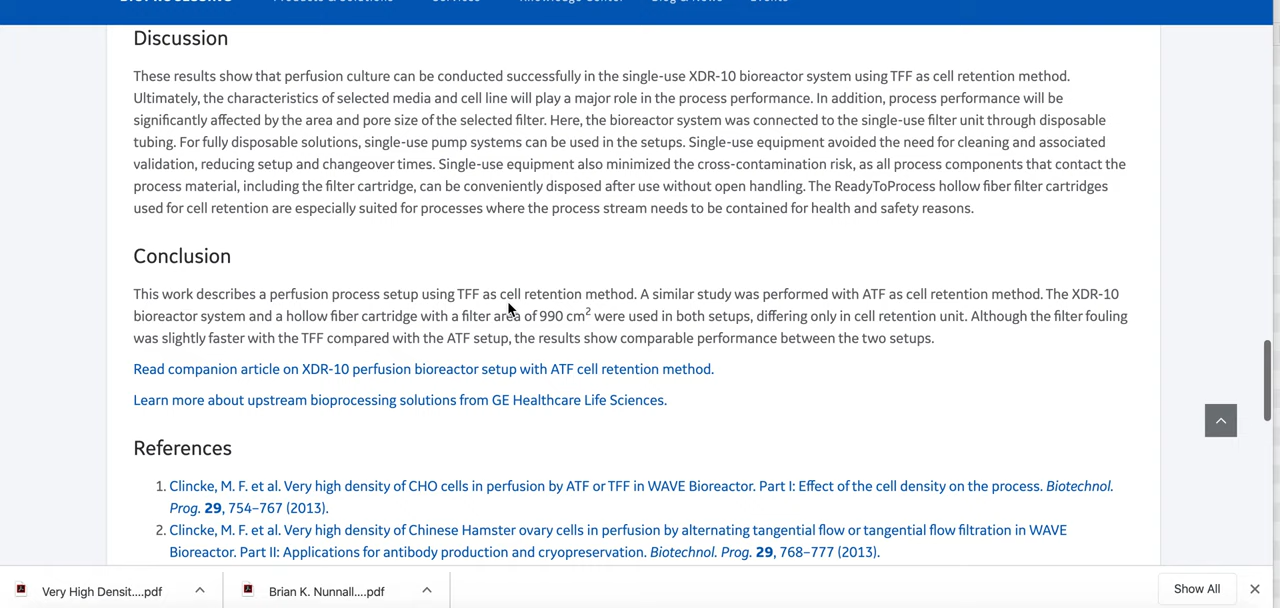 BIOPROCESSING Products & Solutions Services Knowledge Center Blog & News Events
Discussion
These results show that perfusion culture can be conducted successfully in the single-use XDR-10 bioreactor system using TFF as cell retention method.
Ultimately, the characteristics of selected media and cell line will play a major role in the process performance. In addition, process performance will be
significantly affected by the area and pore size of the selected filter. Here, the bioreactor system was connected to the single-use filter unit through disposable
tubing. For fully disposable solutions, single-use pump systems can be used in the setups. Single-use equipment avoided the need for cleaning and associated
validation, reducing setup and changeover times. Single-use equipment also minimized the cross-contamination risk, as all process components that contact the
process material, including the filter cartridge, can be conveniently disposed after use without open handling. The ReadyToProcess hollow fiber filter cartridges
used for cell retention are especially suited for processes where the process stream needs to be contained for health and safety reasons.
Conclusion
This work describes a perfusion process setup using TFF as cell retention method. A similar study was performed with ATF as cell retention method. The XDR-10
bioreactor system and a hollow fiber cartridge with a filter area of 990 cm² were used in both setups, differing only in cell retention unit. Although the filter fouling
was slightly faster with the TFF compared with the ATF setup, the results show comparable performance between the two setups.
Read companion article on XDR-10 perfusion bioreactor setup with ATF cell retention method.
Learn more about upstream bioprocessing solutions from GE Healthcare Life Sciences.
References
1. Clincke, M. F. et al. Very high density of CHO cells in perfusion by ATF or TFF in WAVE Bioreactor. Part I: Effect of the cell density on the process. Biotechnol.
Prog. 29, 754–767 (2013).
2. Clincke, M. F. et al. Very high density of Chinese Hamster ovary cells in perfusion by alternating tangential flow or tangential flow filtration in WAVE
Bioreactor. Part II: Applications for antibody production and cryopreservation. Biotechnol. Prog. 29, 768–777 (2013).
Very High Densit....pdf Brian K. Nunnall....pdf Show All